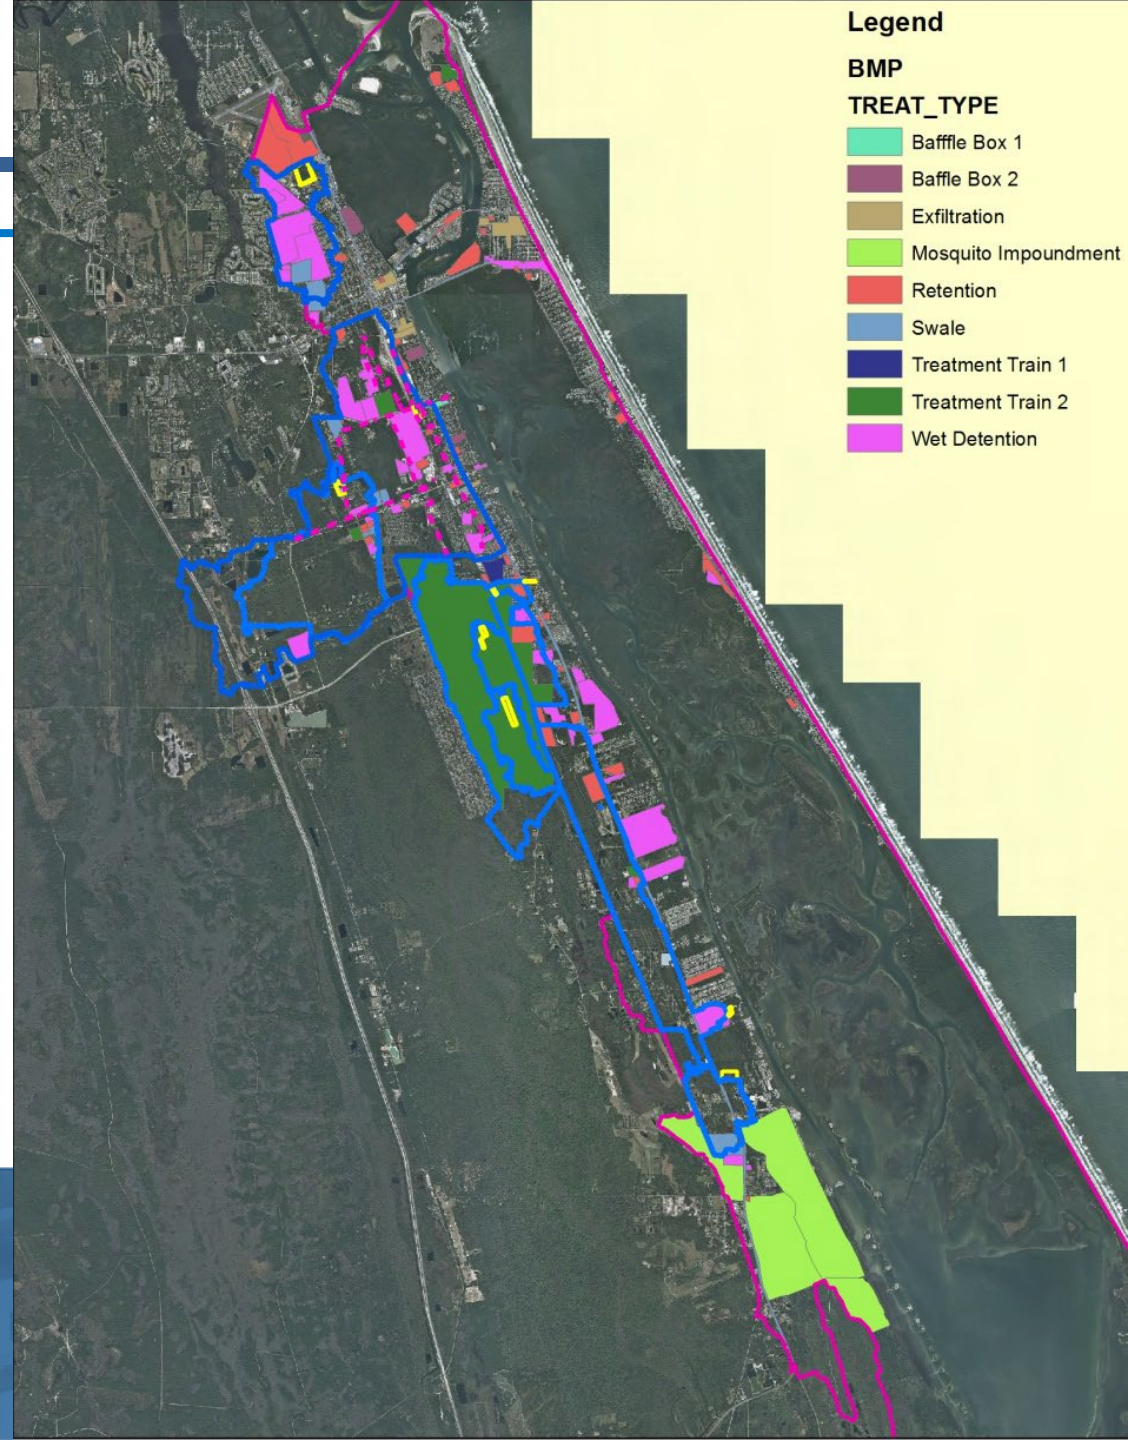 Legend
BMP
TREAT_TYPE
Bafffle Box 1
Baffle Box 2
Exfiltration
Mosquito Impoundment
Retention
Swale
Treatment Train 1
Treatment Train 2
Wet Detention